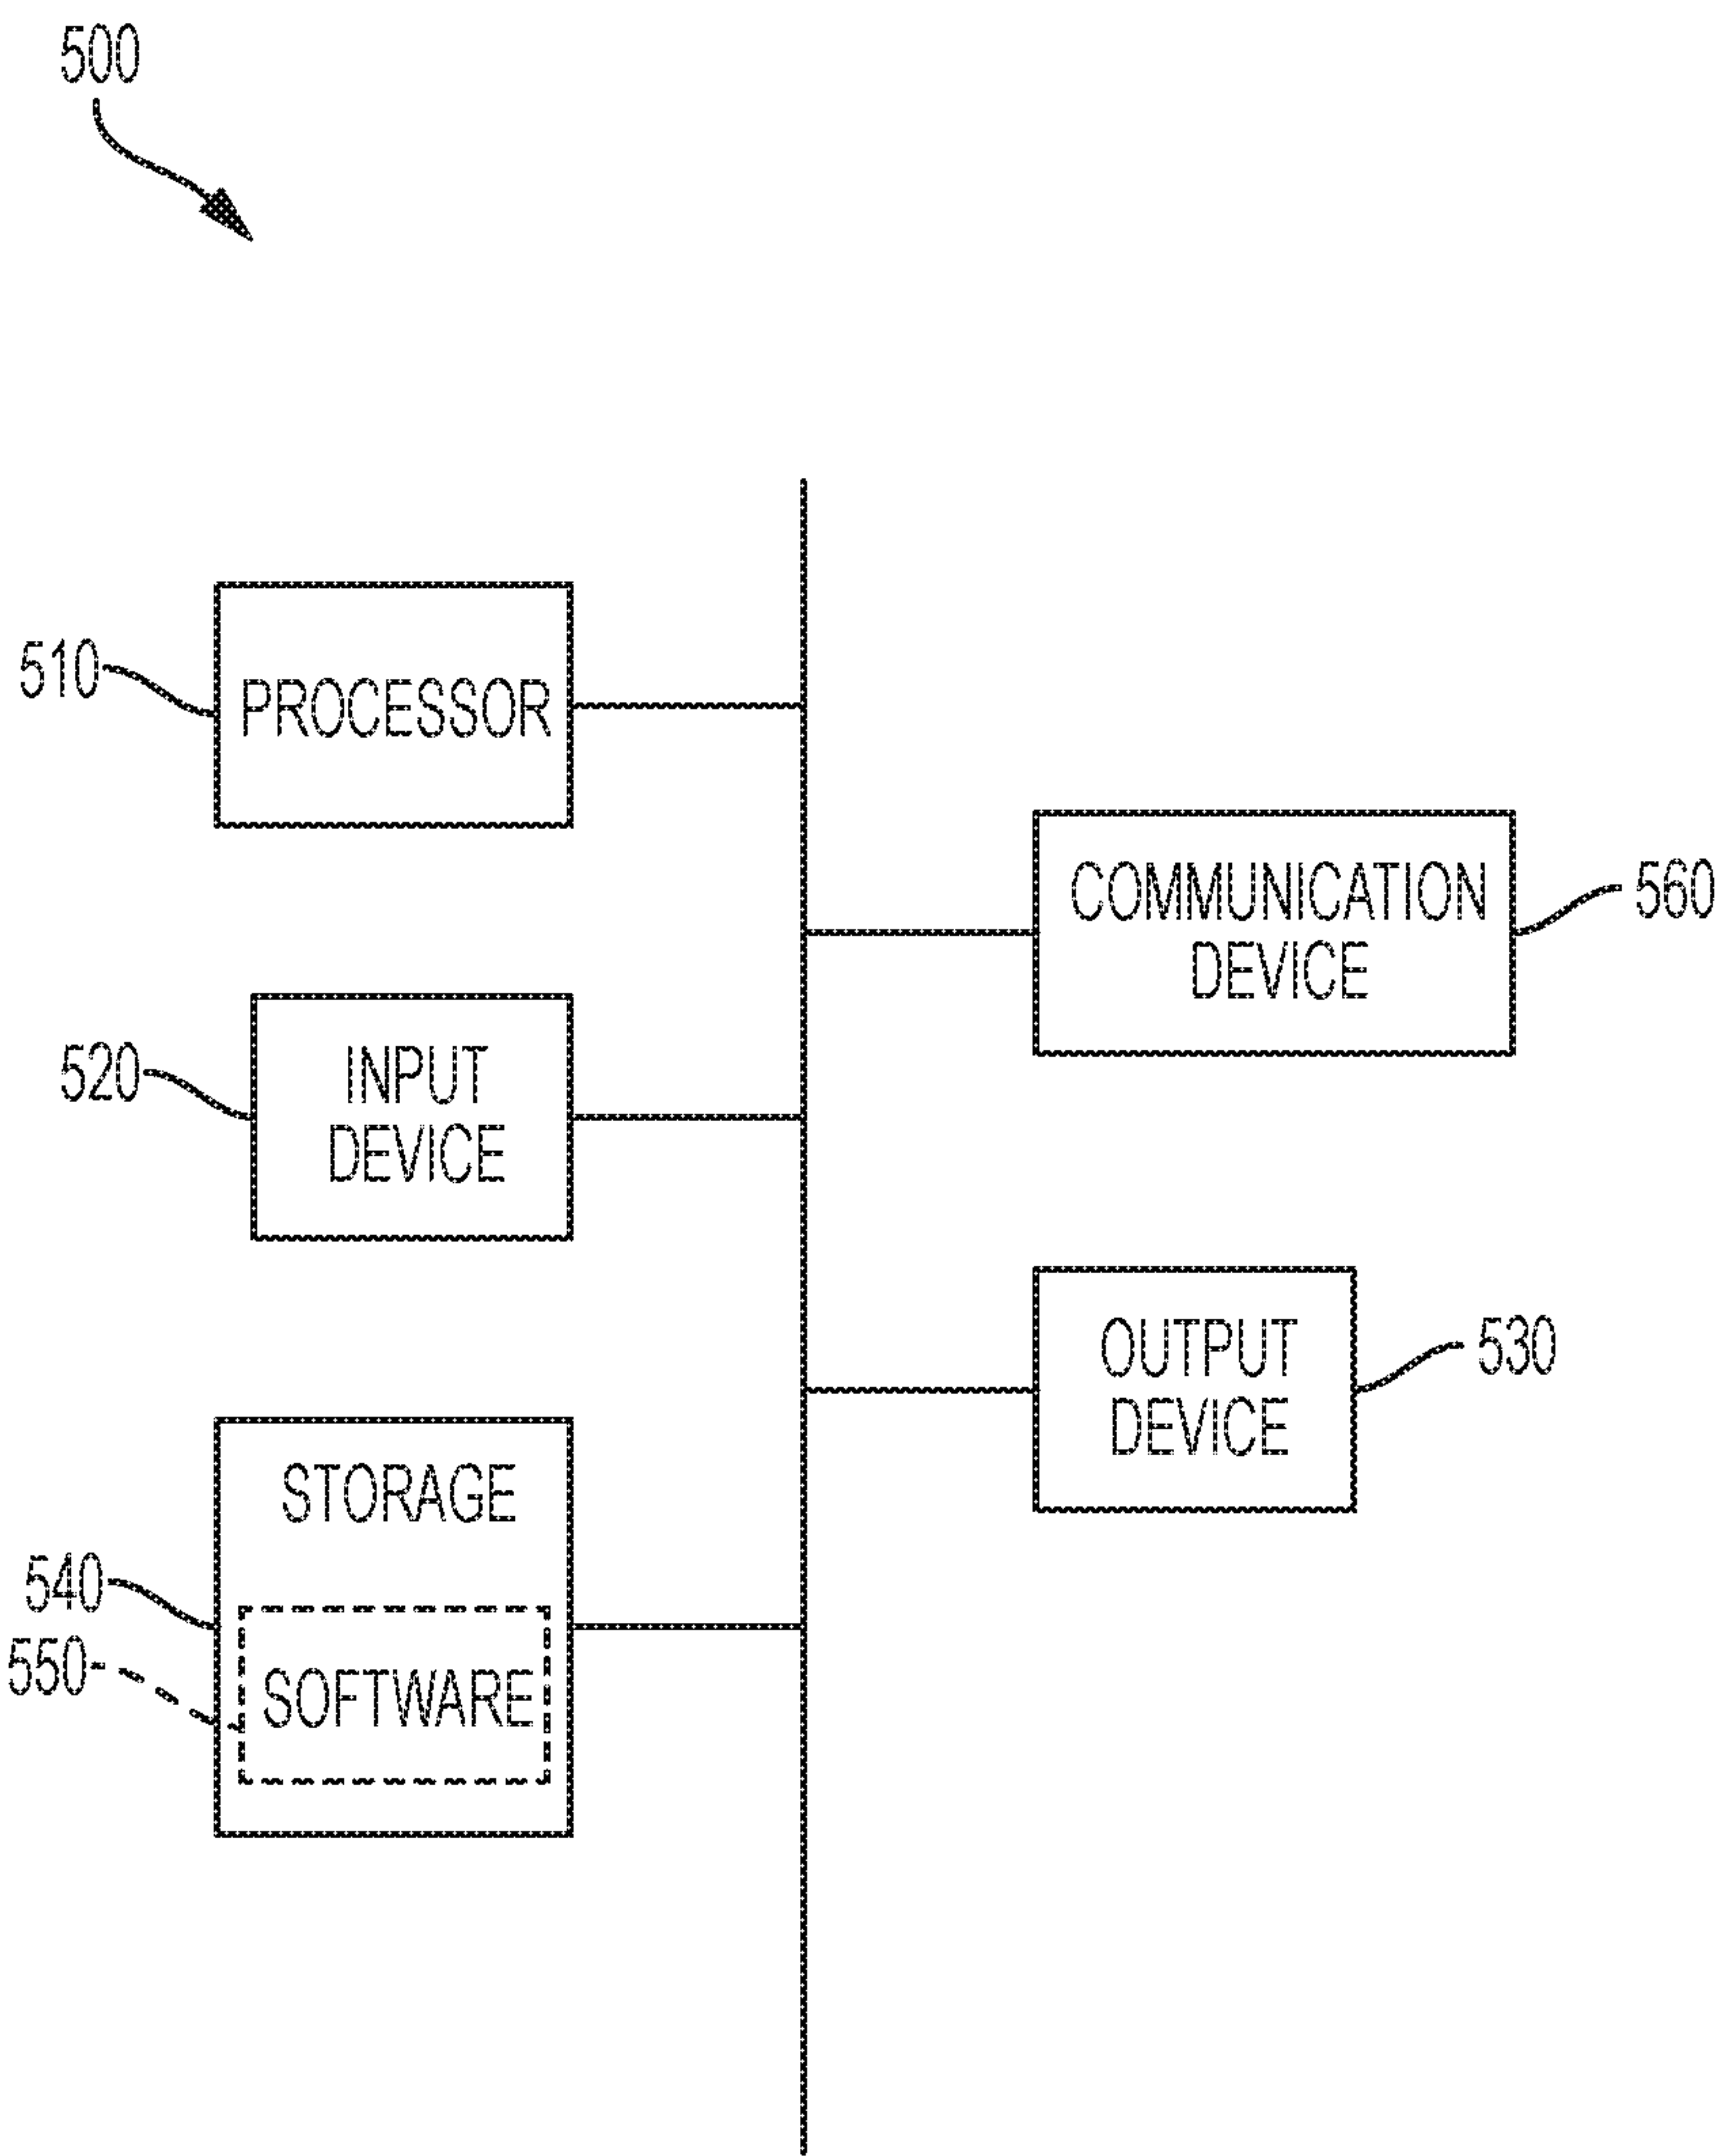 500
510
PROCESSOR
COMMUNICATION
DEVICE
560
520
INPUT
DEVICE
OUTPUT
DEVICE
530
STORAGE
540
550
SOFTWARE